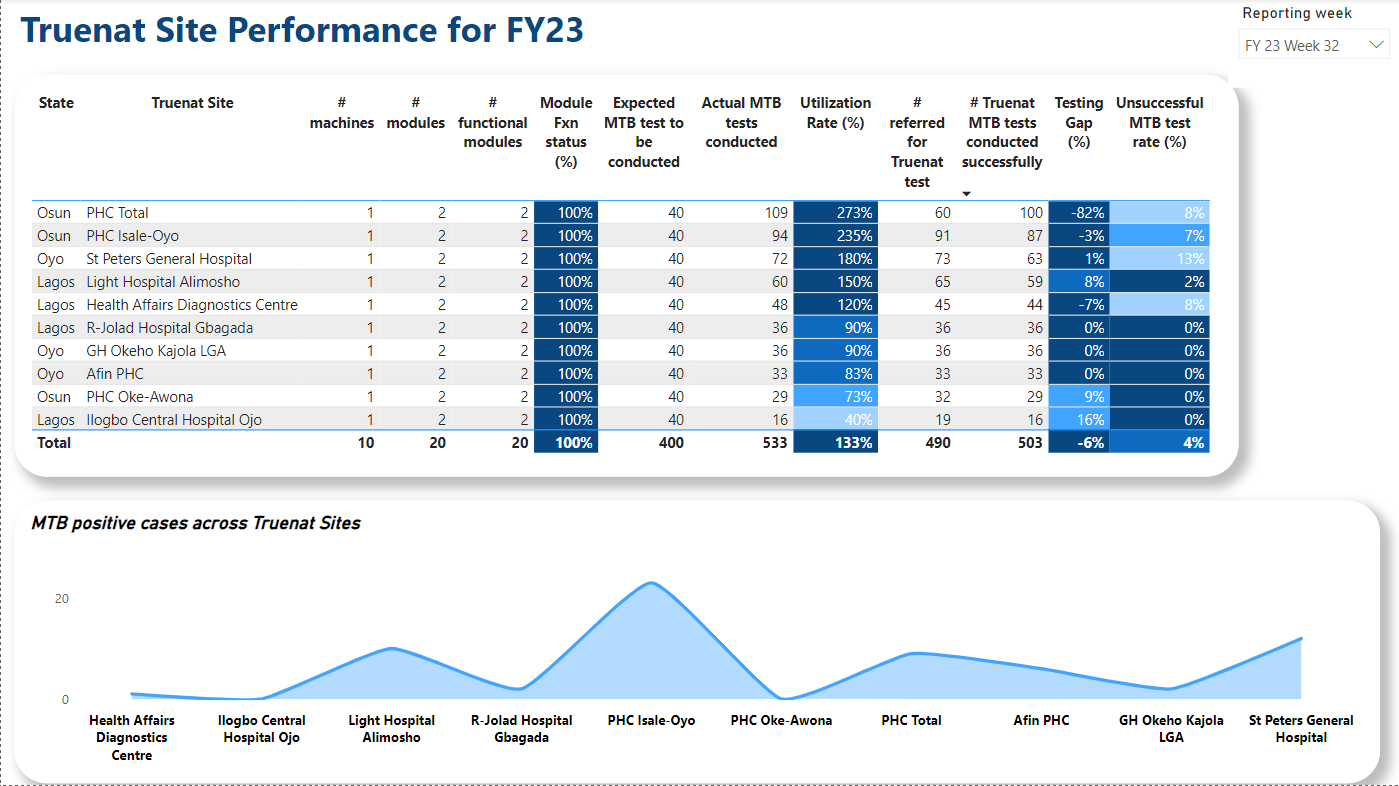 Truenat Site Performance for FY23
Reporting week
FY 23 Week 32
State Truenat Site # machines # modules # functional modules Module Fxn status (%) Expected MTB test to be conducted Actual MTB tests conducted Utilization Rate (%) # referred for Truenat test # Truenat MTB tests conducted successfully Testing Gap (%) Unsuccessful MTB test rate (%)
Osun PHC Total 1 2 2 100% 40 109 273% 60 100 -82% 8%
Osun PHC Isale-Oyo 1 2 2 100% 40 94 235% 91 87 -3% 7%
Oyo St Peters General Hospital 1 2 2 100% 40 72 180% 73 63 1% 13%
Lagos Light Hospital Alimosho 1 2 2 100% 40 60 150% 65 59 8% 2%
Lagos Health Affairs Diagnostics Centre 1 2 2 100% 40 48 120% 45 44 -7% 8%
Lagos R-Jolad Hospital Gbagada 1 2 2 100% 40 36 90% 36 36 0% 0%
Oyo GH Okeho Kajola LGA 1 2 2 100% 40 36 90% 36 36 0% 0%
Oyo Afin PHC 1 2 2 100% 40 33 83% 33 33 0% 0%
Osun PHC Oke-Awona 1 2 2 100% 40 29 73% 32 29 9% 0%
Lagos Ilogbo Central Hospital Ojo 1 2 2 100% 40 16 40% 19 16 16% 0%
Total 10 20 20 100% 400 533 133% 490 503 -6% 4%
MTB positive cases across Truenat Sites
20
0
Health Affairs Diagnostics Centre
Ilogbo Central Hospital Ojo
Light Hospital Alimosho
R-Jolad Hospital Gbagada
PHC Isale-Oyo
PHC Oke-Awona
PHC Total
Afin PHC
GH Okeho Kajola LGA
St Peters General Hospital